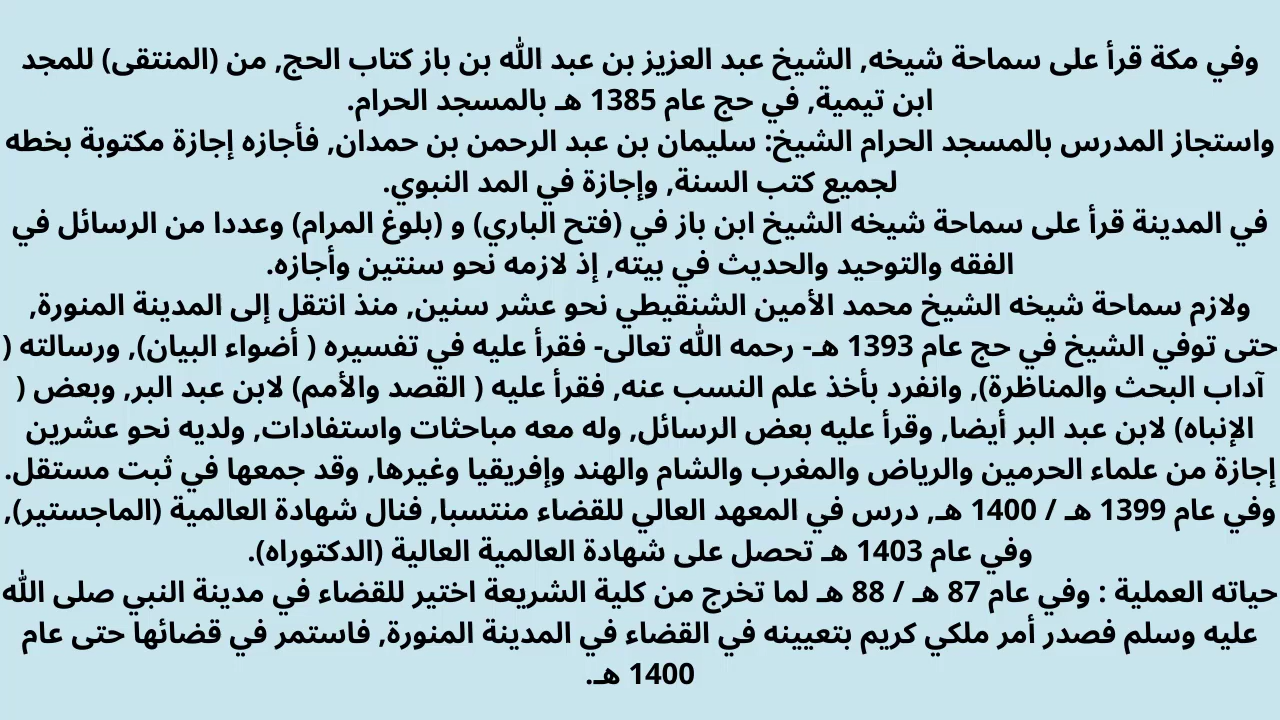 وفي مكة قرأ على سماحة شيخه, الشيخ عبد العزيز بن عبد الله بن باز كتاب الحج, من (المنتقى) للمجد
ابن تيمية, في حج عام 1385 هـ بالمسجد الحرام.
واستجاز المدرس بالمسجد الحرام الشيخ: سليمان بن عبد الرحمن بن حمدان, فأجازه إجازة مكتوبة بخطه
لجميع كتب السنة, وإجازة في المد النبوي.
في المدينة قرأ على سماحة شيخه الشيخ ابن باز في (فتح الباري) و (بلوغ المرام) وعددا من الرسائل في
الفقه والتوحيد والحديث في بيته, إذ لازمه نحو سنتين وأجازه.
ولازم سماحة شيخه الشيخ محمد الأمين الشنقيطي نحو عشر سنين, منذ انتقل إلى المدينة المنورة,
حتى توفي الشيخ في حج عام 1393 هـ- رحمه الله تعالى- فقرأ عليه في تفسيره ( أضواء البيان), ورسالته (
آداب البحث والمناظرة), وانفرد بأخذ علم النسب عنه, فقرأ عليه ( القصد والأمم) لابن عبد البر, وبعض (
الإنباه) لابن عبد البر أيضا, وقرأ عليه بعض الرسائل, وله معه مباحثات واستفادات, ولديه نحو عشرين
إجازة من علماء الحرمين والرياض والمغرب والشام والهند وإفريقيا وغيرها, وقد جمعها في ثبت مستقل.
وفي عام 1399 هـ / 1400 هـ, درس في المعهد العالي للقضاء منتسبا, فنال شهادة العالمية (الماجستير),
وفي عام 1403 هـ تحصل على شهادة العالمية العالية (الدكتوراه).
حياته العملية : وفي عام 87 هـ / 88 هـ لما تخرج من كلية الشريعة اختير للقضاء في مدينة النبي صلى الله
عليه وسلم فصدر أمر ملكي كريم بتعيينه في القضاء في المدينة المنورة, فاستمر في قضائها حتى عام
1400 هـ.